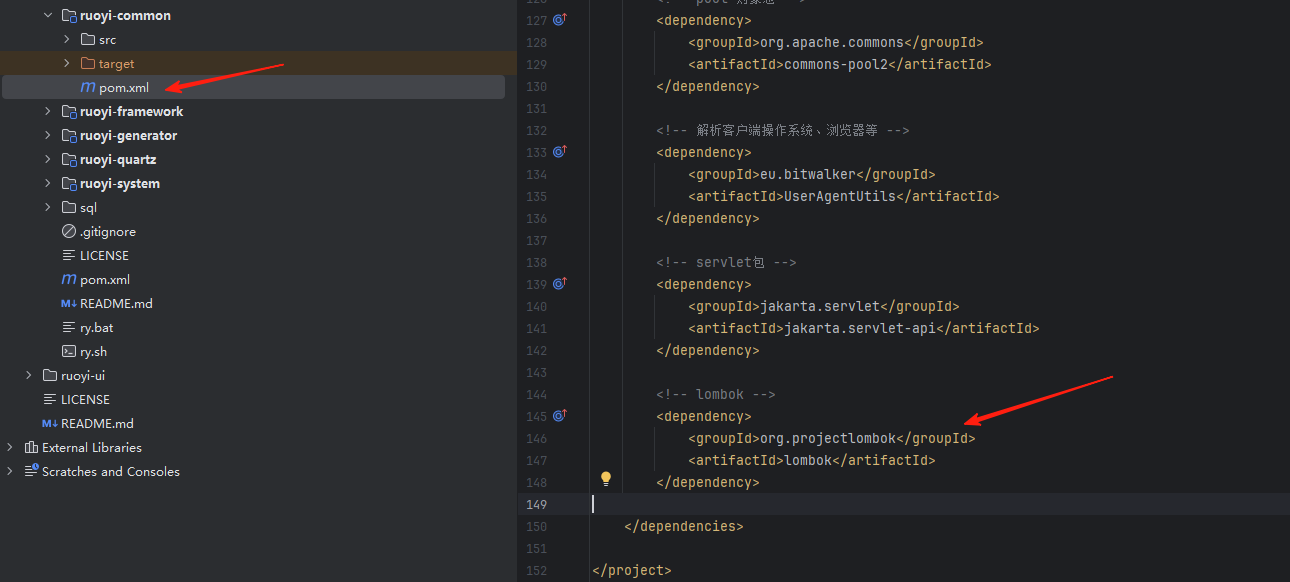 ruoyi-common
src
target
pom.xml
ruoyi-framework
ruoyi-generator
ruoyi-quartz
ruoyi-system
sql
.gitignore
LICENSE
pom.xml
README.md
ry.bat
ry.sh
ruoyi-ui
LICENSE
README.md
External Libraries
Scratches and Consoles
127 <dependency>
128 <groupId>org.apache.commons</groupId>
129 <artifactId>commons-pool2</artifactId>
130 </dependency>
131
132 <!-- 解析客户端操作系统、浏览器等 -->
133 <dependency>
134 <groupId>eu.bitwalker</groupId>
135 <artifactId>UserAgentUtils</artifactId>
136 </dependency>
137
138 <!-- servlet包 -->
139 <dependency>
140 <groupId>jakarta.servlet</groupId>
141 <artifactId>jakarta.servlet-api</artifactId>
142 </dependency>
143
144 <!-- lombok -->
145 <dependency>
146 <groupId>org.projectlombok</groupId>
147 <artifactId>lombok</artifactId>
148 </dependency>
149
150 </dependencies>
151
152 </project>